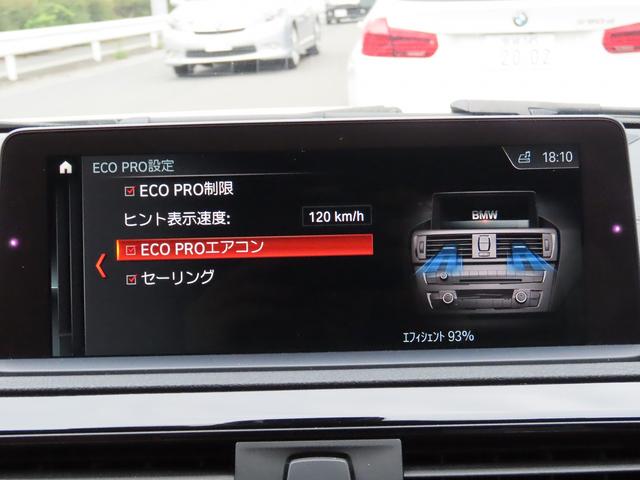 ECO PRO設定
18:10
ECO PRO制限
ヒント表示速度:
120 km/h
ECO PROエアコン
セーリング
BMW
エフィシェント 93%
20-02